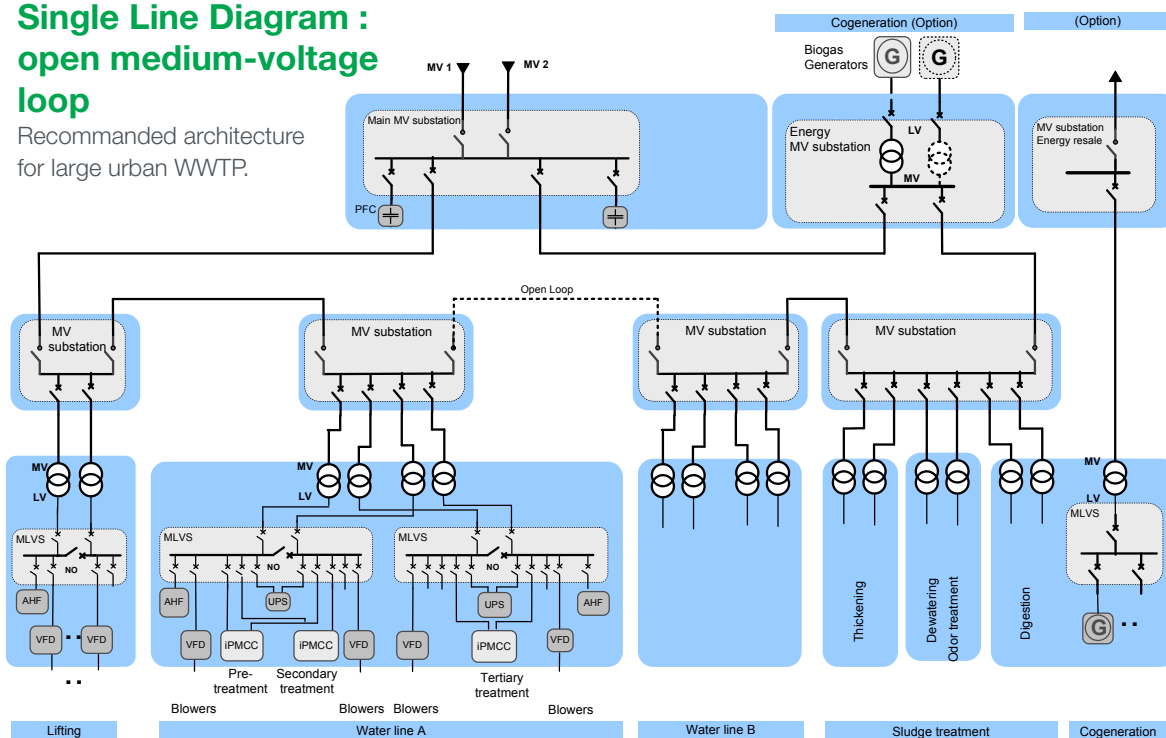 Single Line Diagram :
open medium-voltage
loop
Recommanded architecture
for large urban WWTP.
Cogeneration (Option)
(Option)
Biogas
Generators
G
G
MV 1
MV 2
Main MV substation
PFC
Energy
MV substation
LV
MV
MV substation
Energy resale
Open Loop
MV
substation
MV substation
MV substation
MV substation
MV
LV
MV
LV
MV
LV
MLVS
NO
AHF
VFD
VFD
MLVS
NO
AHF
UPS
VFD
iPMCC
iPMCC
VFD
Pre-
treatment
Secondary
treatment
Blowers
Blowers
MLVS
NO
UPS
AHF
VFD
iPMCC
VFD
Tertiary
treatment
Blowers
Blowers
Thickening
Dewatering
Odor treatment
Digestion
MLVS
G
Lifting
Water line A
Water line B
Sludge treatment
Cogeneration